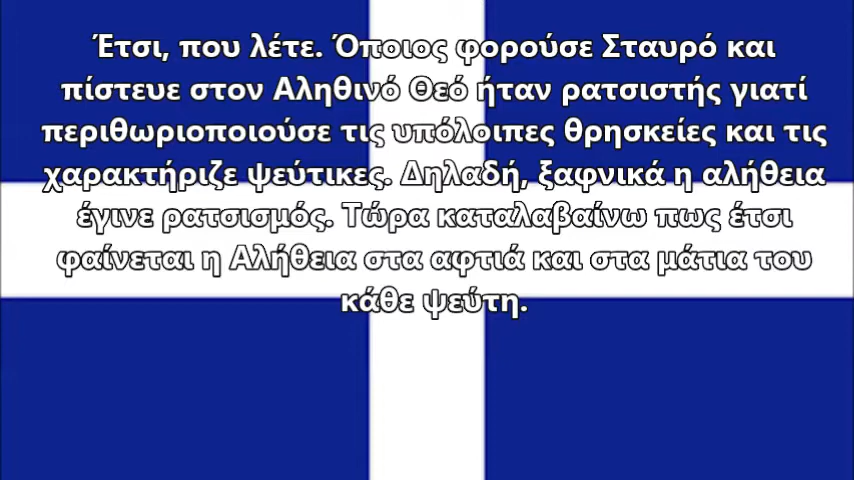 Έτσι, που λέτε. Όποιος φορούσε Σταυρό και
πίστευε στον Αληθινό Θεό ήταν ρατσιστής γιατί
περιθωριοποιούσε τις υπόλοιπες θρησκείες και τις
χαρακτήριζε ψεύτικες. Δηλαδή, ξαφνικά η αλήθεια
έγινε ρατσισμός. Τώρα καταλαβαίνω πως έτσι
φαίνεται η Αλήθεια στα αφτιά και στα μάτια του
κάθε ψεύτη.